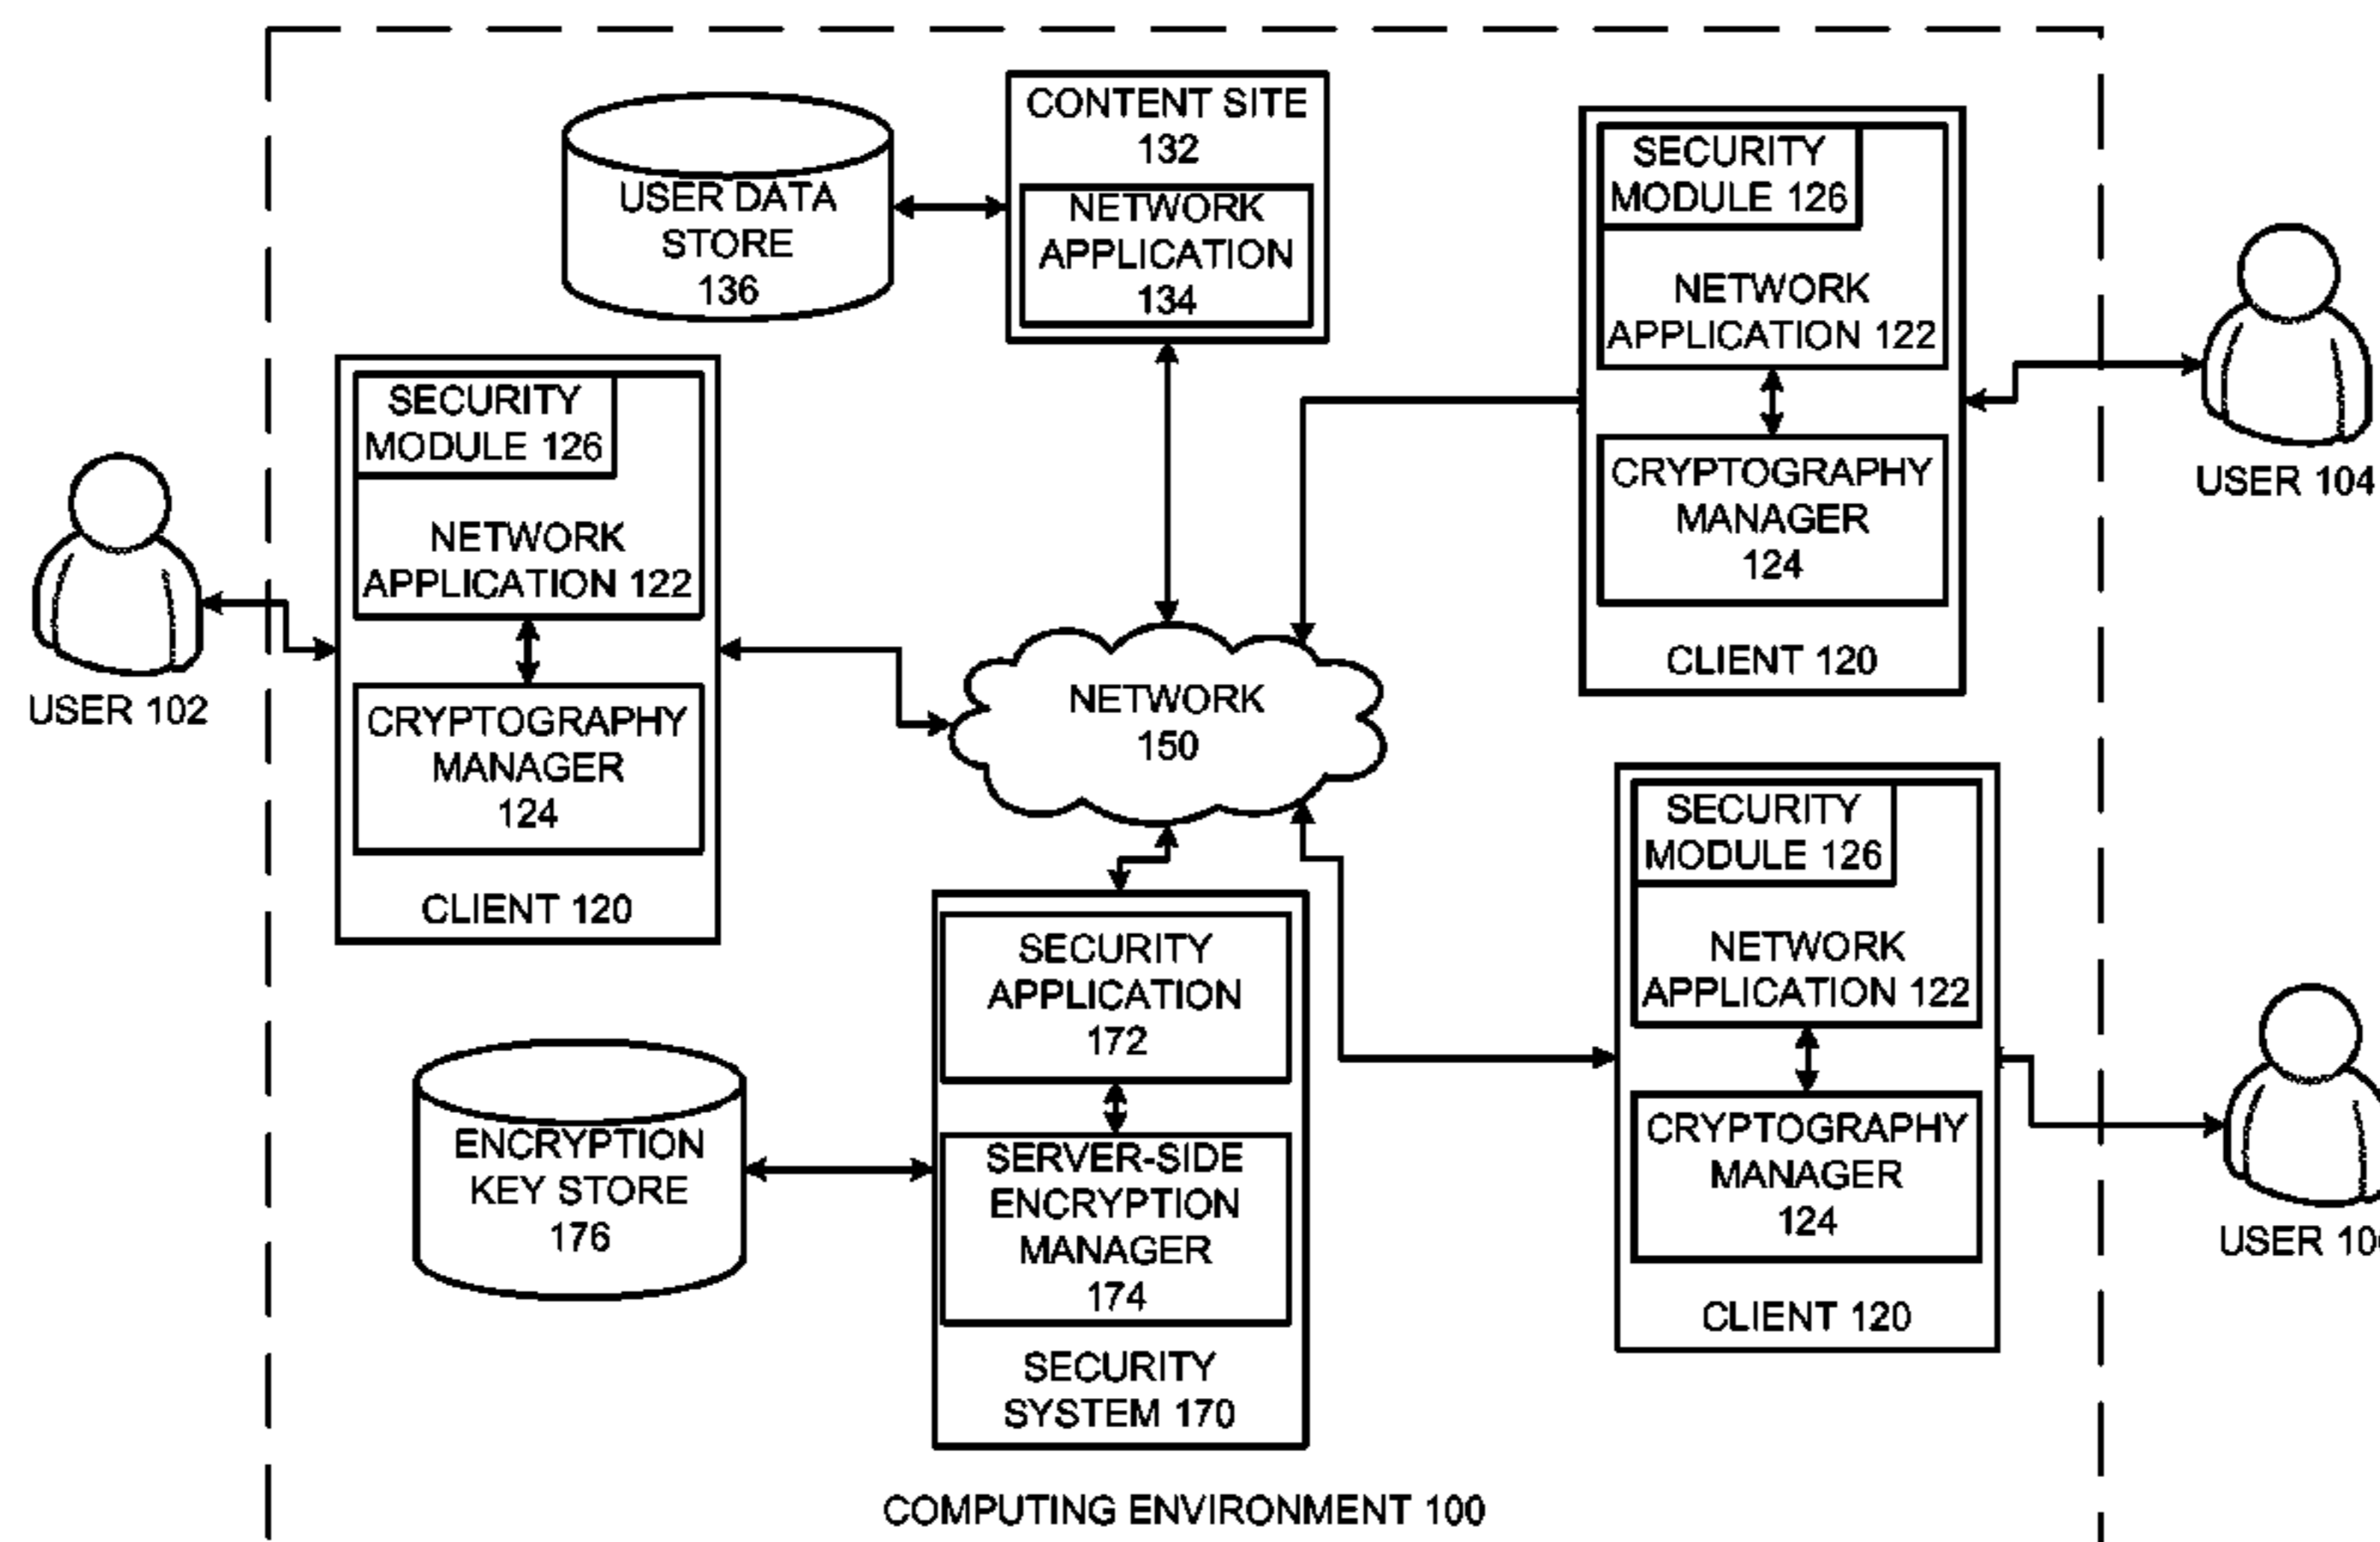 CONTENT SITE
132
NETWORK
APPLICATION
134
USER DATA
STORE
136
SECURITY
MODULE 126
NETWORK
APPLICATION 122
CRYPTOGRAPHY
MANAGER
124
CLIENT 120
USER 104
SECURITY
MODULE 126
NETWORK
APPLICATION 122
CRYPTOGRAPHY
MANAGER
124
CLIENT 120
USER 102
NETWORK
150
SECURITY
MODULE 126
NETWORK
APPLICATION 122
CRYPTOGRAPHY
MANAGER
124
CLIENT 120
USER
SECURITY
APPLICATION
172
SERVER-SIDE
ENCRYPTION
MANAGER
174
SECURITY
SYSTEM 170
ENCRYPTION
KEY STORE
176
COMPUTING ENVIRONMENT 100